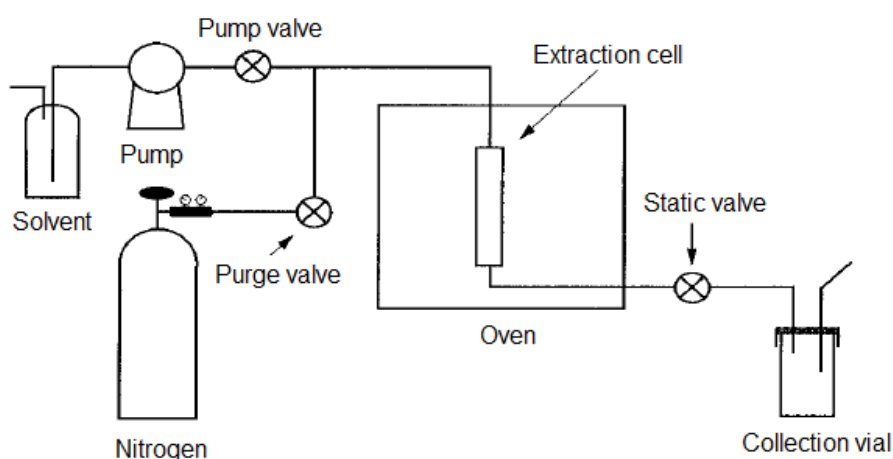 Pump valve
Extraction cell
Pump
Solvent
Static valve
Purge valve
Oven
Nitrogen
Collection vial